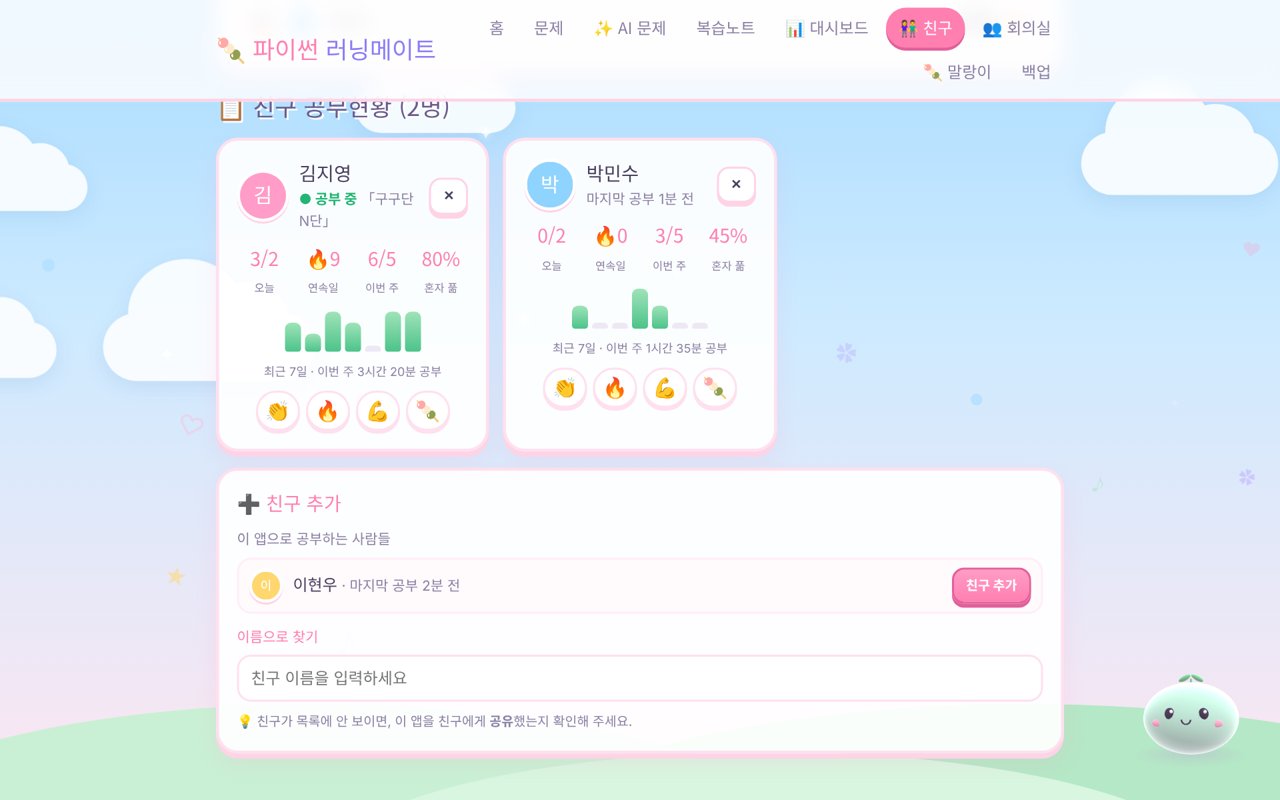 홈 문제 ✨ AI 문제 복습노트 📊 대시보드 👫 친구 👥 회의실
🍡 파이썬 러닝메이트
🍡 말랑이 백업
📋 친구 공부현황 (2명)
김
김지영
● 공부 중 「구구단 
N단」
×
3/2 🔥9 6/5 80%
오늘 연속일 이번 주 혼자 풂
최근 7일 · 이번 주 3시간 20분 공부
👏 🔥 💪 🍡
박
박민수
마지막 공부 1분 전
×
0/2 🔥0 3/5 45%
오늘 연속일 이번 주 혼자 풂
최근 7일 · 이번 주 1시간 35분 공부
👏 🔥 💪 🍡
➕ 친구 추가
이 앱으로 공부하는 사람들
이 이현우 · 마지막 공부 2분 전 친구 추가
이름으로 찾기
친구 이름을 입력하세요
💡 친구가 목록에 안 보이면, 이 앱을 친구에게 공유했는지 확인해 주세요.